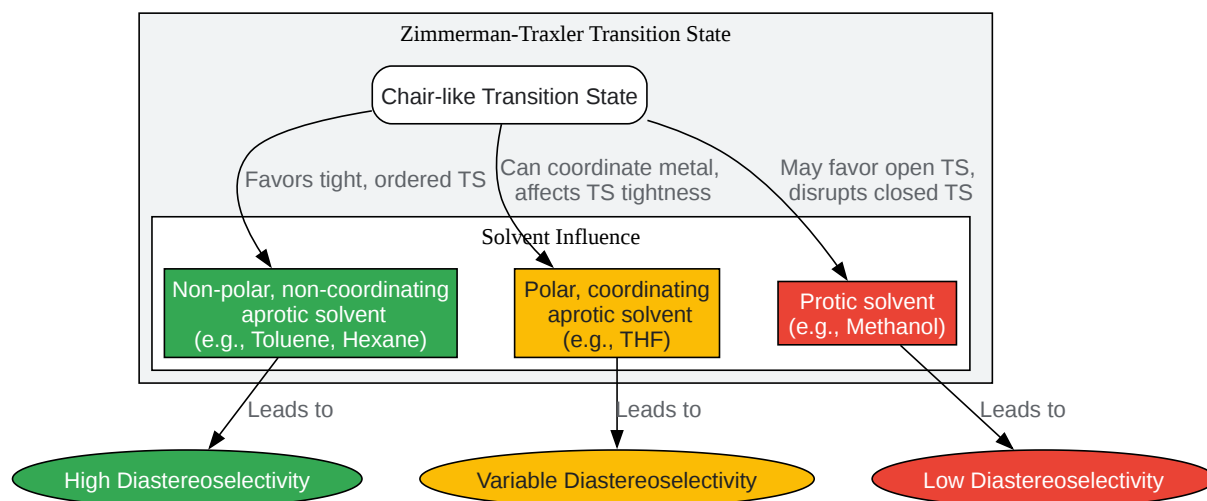 Zimmerman-Traxler Transition State
Chair-like Transition State
Favors tight, ordered TS
Can coordinate metal,
affects TS tightness
May favor open TS,
disrupts closed TS
Solvent Influence
Non-polar, non-coordinating
aprotic solvent
(e.g., Toluene, Hexane)
Polar, coordinating
aprotic solvent
(e.g., THF)
Protic solvent
(e.g., Methanol)
Leads to
Leads to
Leads to
High Diastereoselectivity
Variable Diastereoselectivity
Low Diastereoselectivity